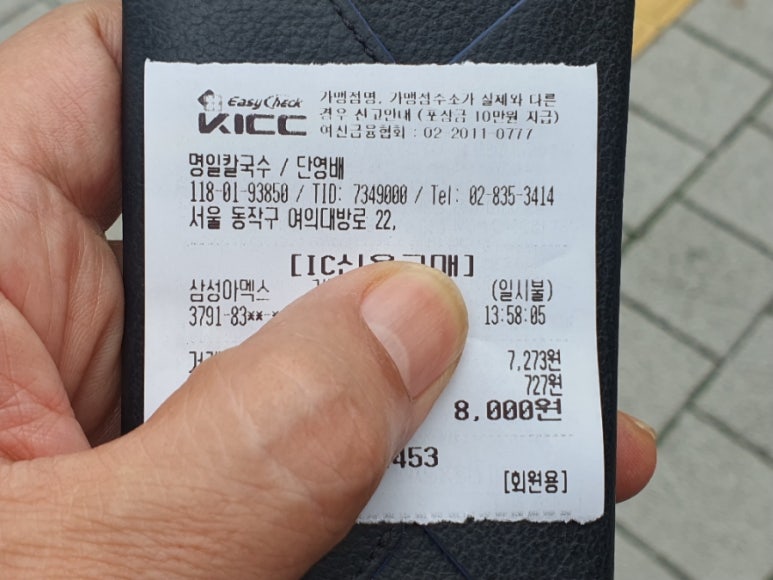 EasyCheck
KICC
가맹점명, 가맹점주소가 실제와 다른
경우 신고안내 (포상금 10만원 지급)
여신금융협회 : 02-2011-0777
명일칼국수 / 단영배
118-01-93850 / TID: 7349000 / Tel: 02-835-3414
서울 동작구 여의대방로 22,
[IC신용구매]
삼성아멕스 (일시불)
3791-83**- 13:58:05
7,273원
727원
8,000원
453
[회원용]